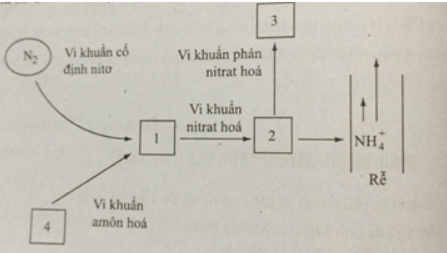 3
N₂
Vi khuẩn cố
định nitơ
Vi khuẩn phản
nitrat hoá
Vi khuẩn
nitrat hoá
1
2
NH₄⁺
Rễ
4
Vi khuẩn
amôn hoá